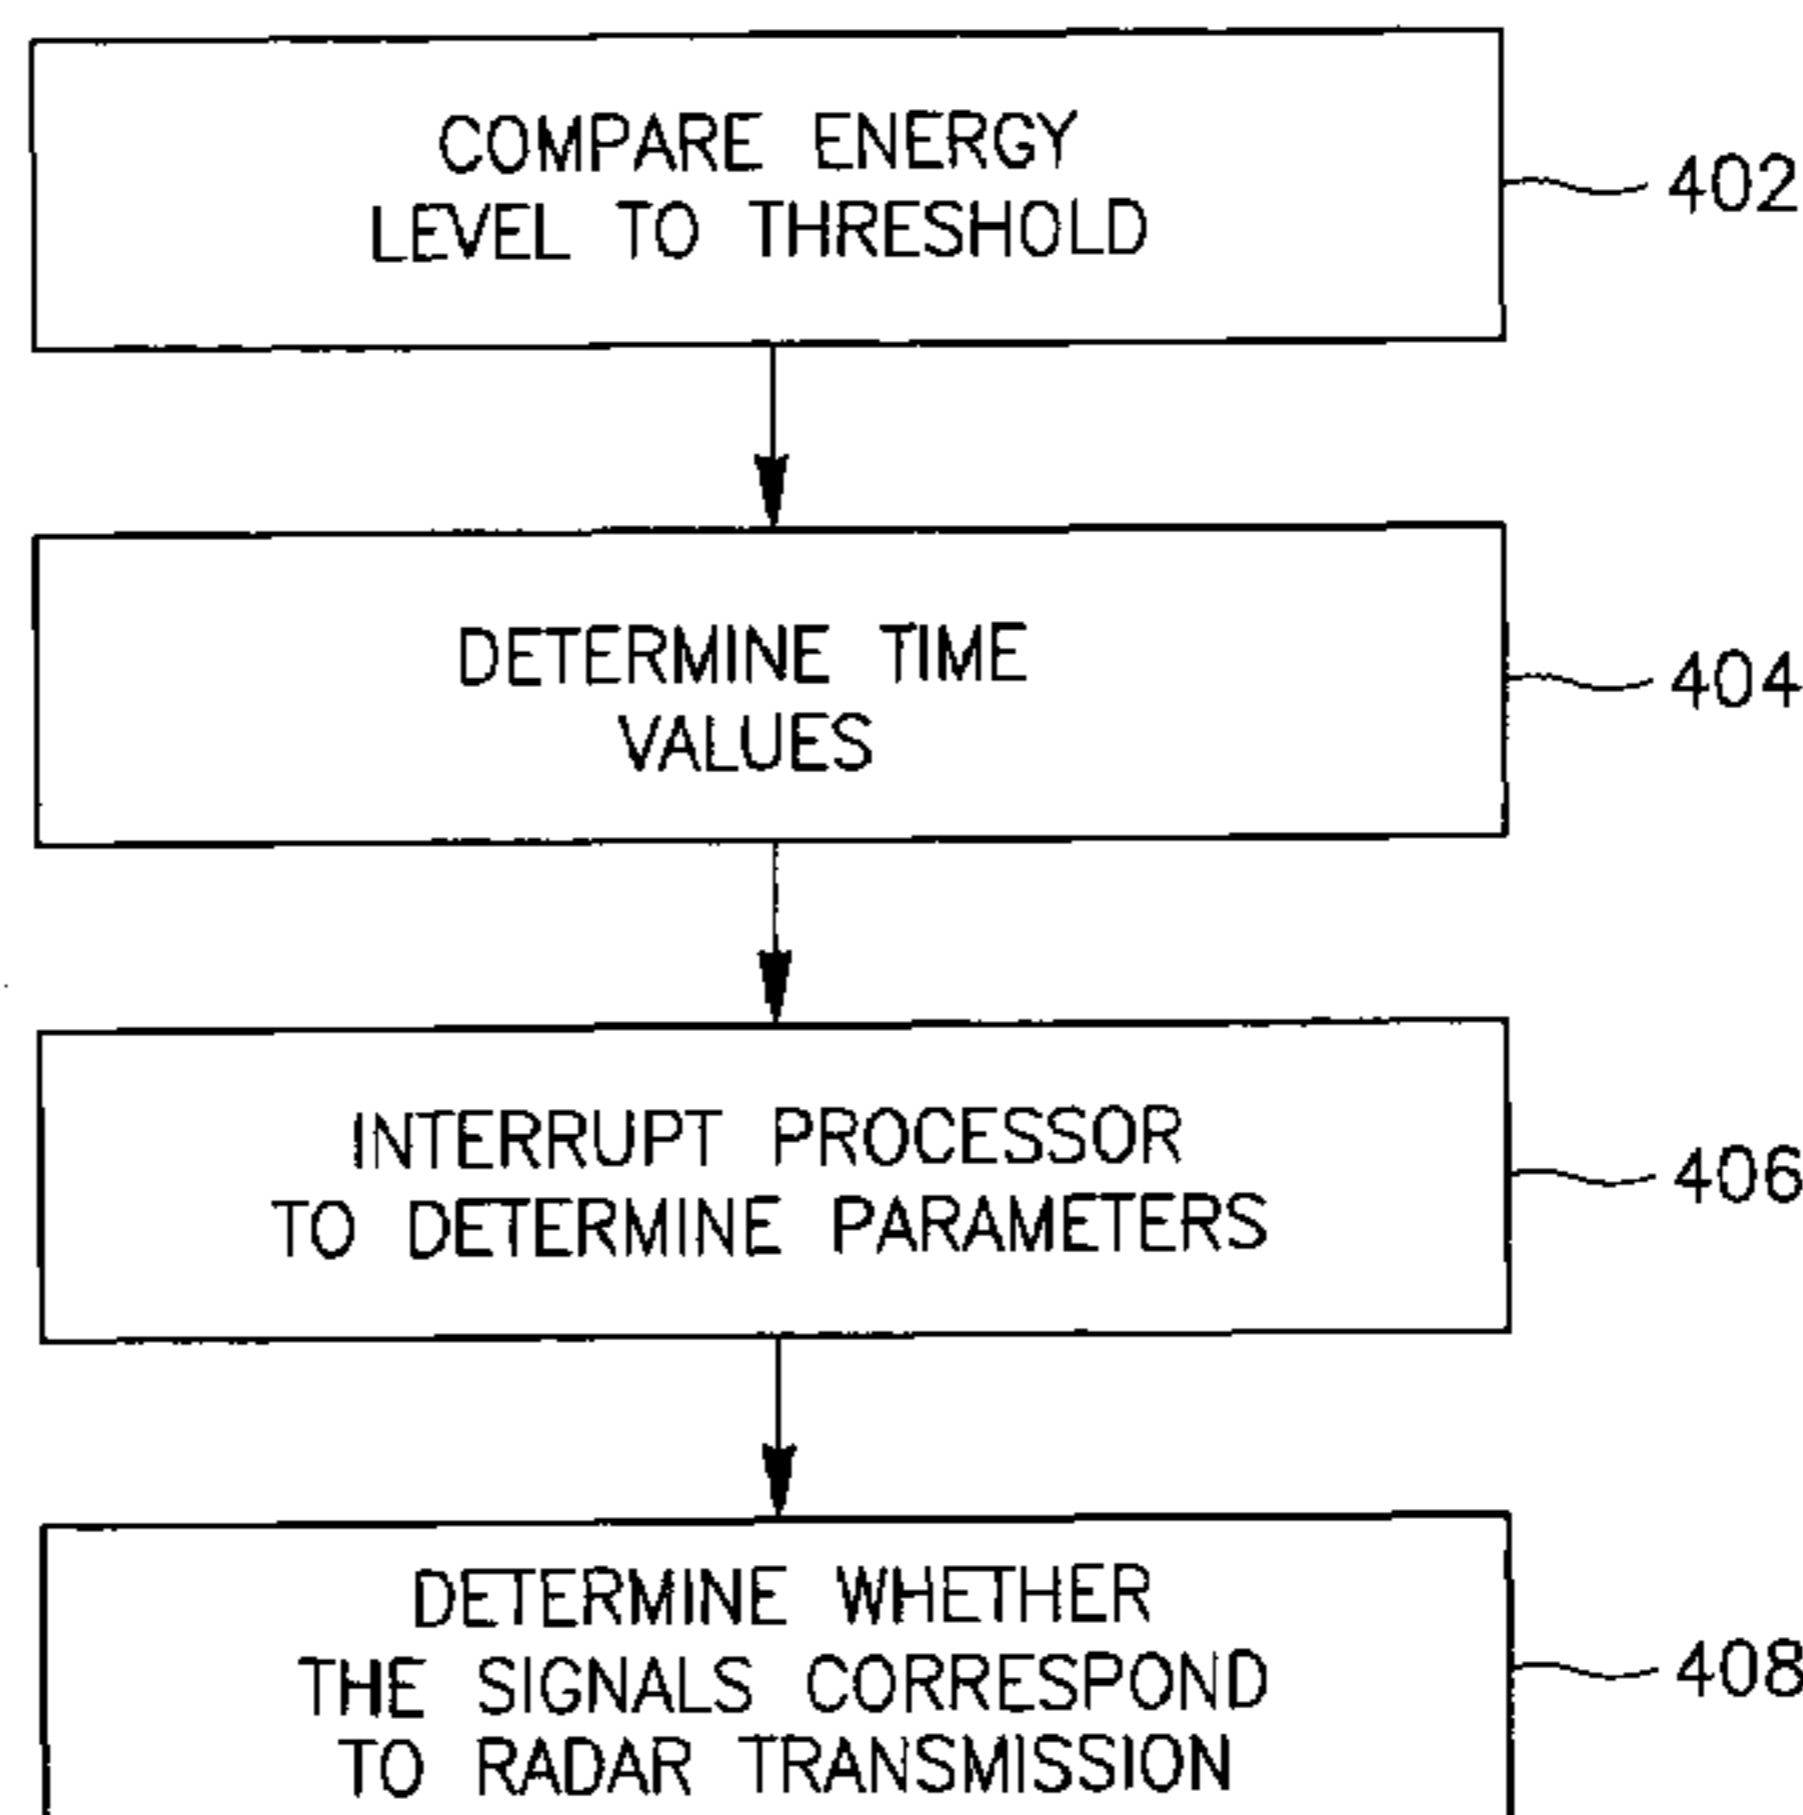 COMPARE ENERGY
LEVEL TO THRESHOLD
402
DETERMINE TIME
VALUES
404
INTERRUPT PROCESSOR
TO DETERMINE PARAMETERS
406
DETERMINE WHETHER
THE SIGNALS CORRESPOND
TO RADAR TRANSMISSION
408